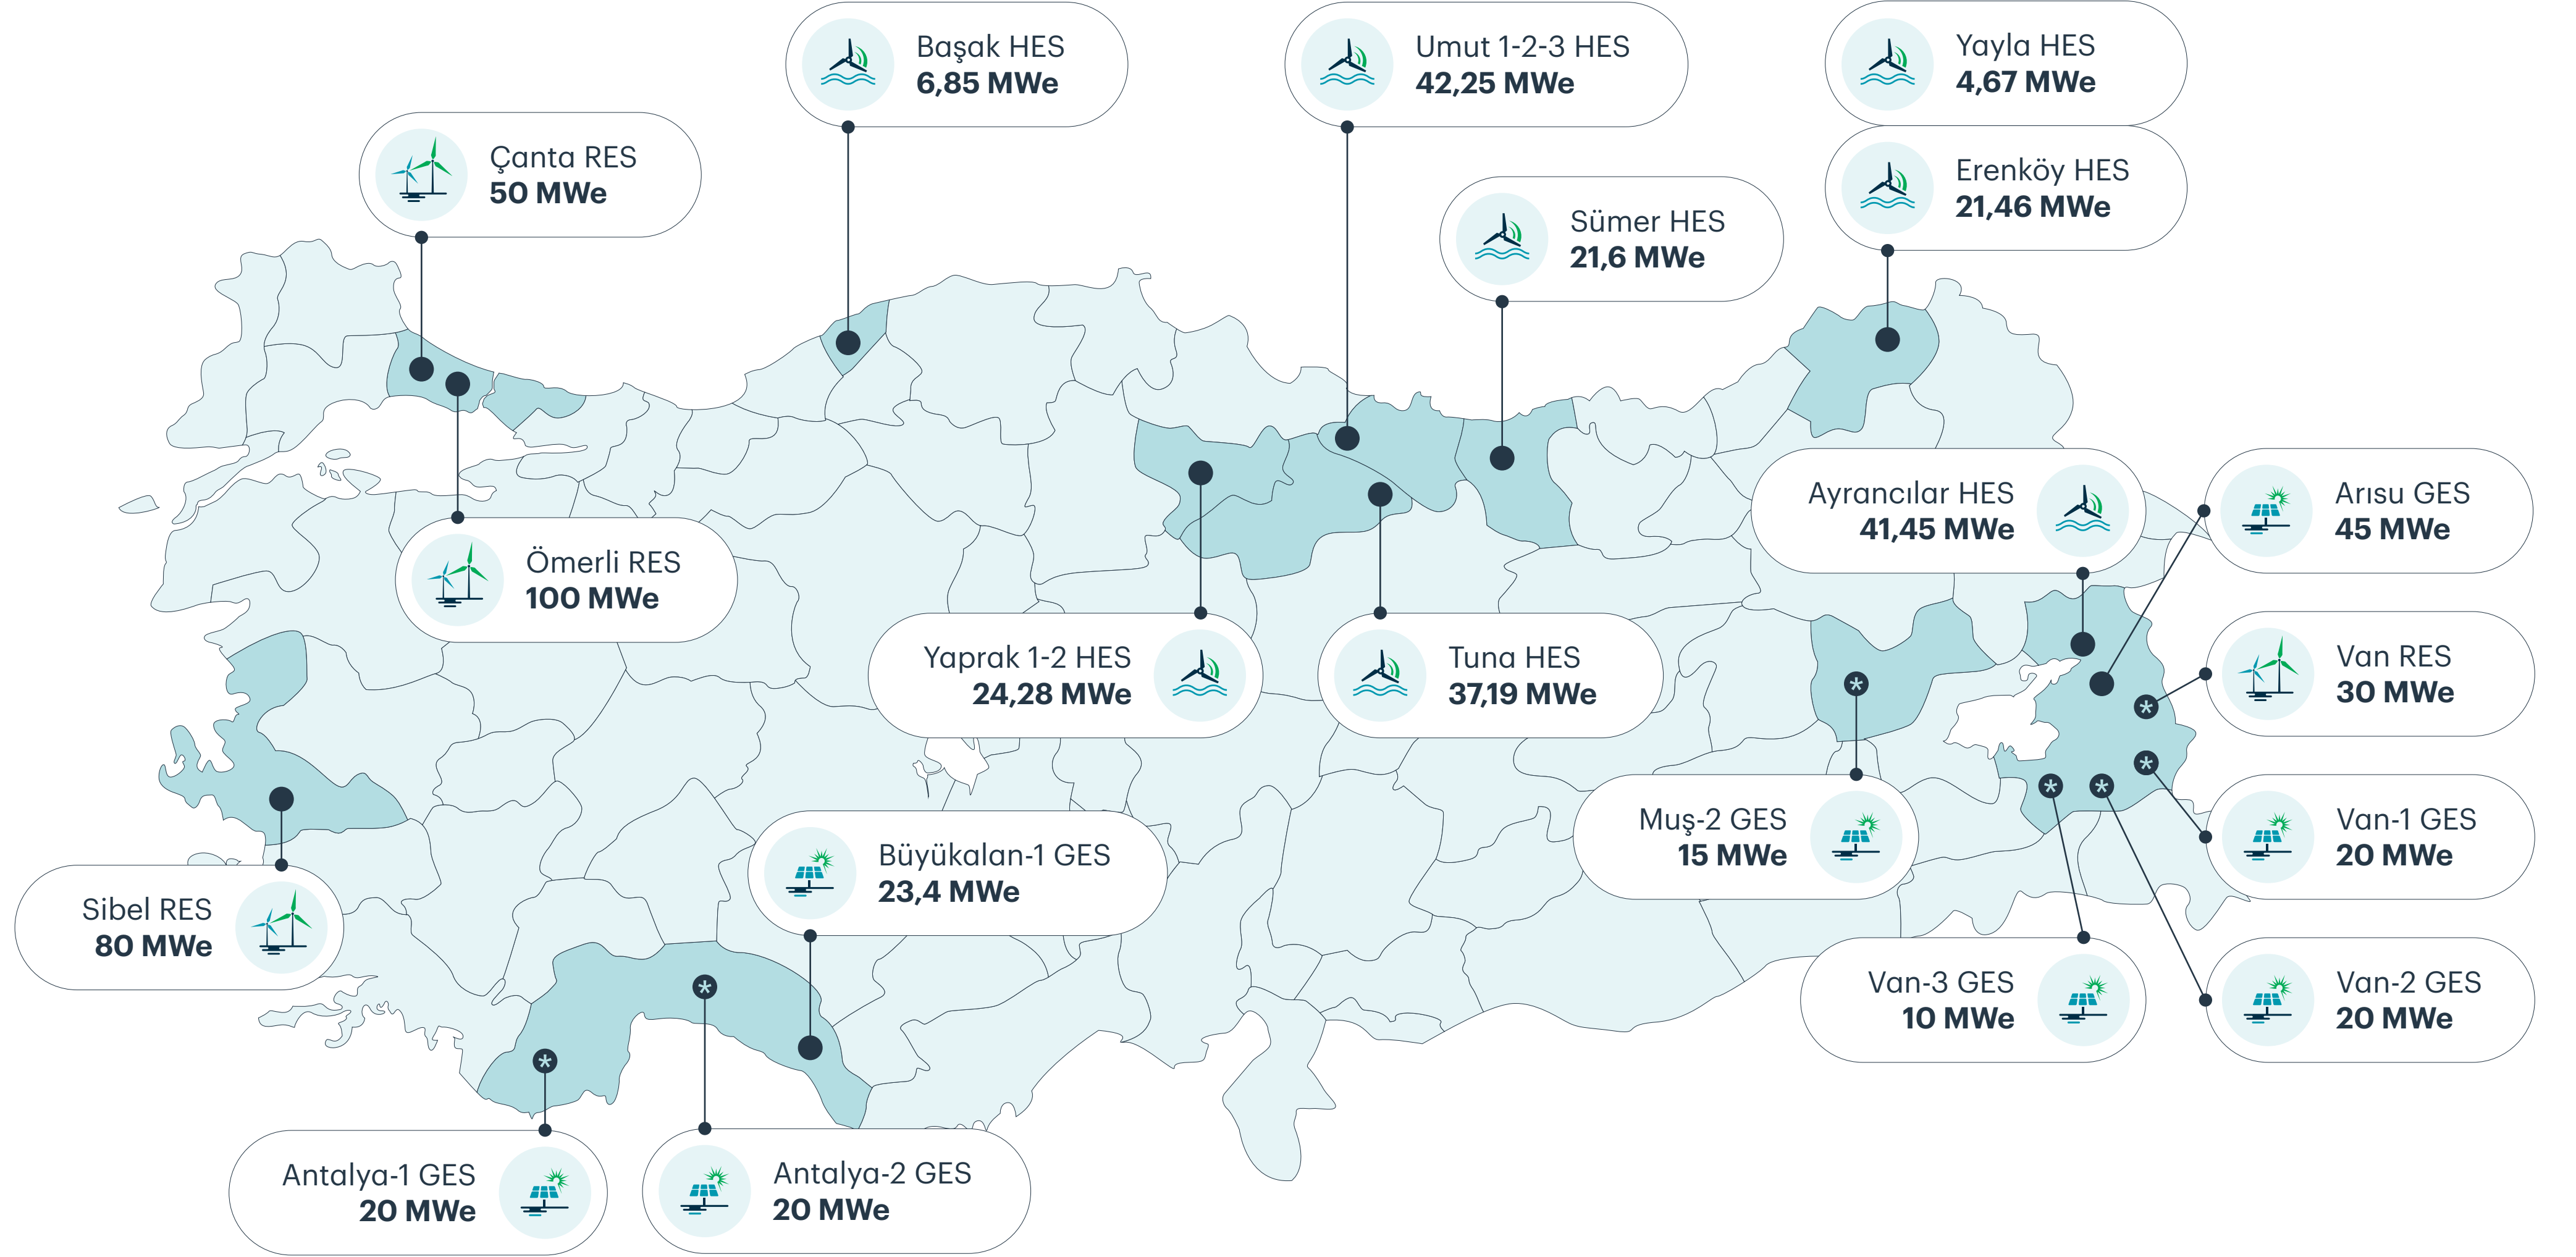 Başak HES
6,85 MWe
Umut 1-2-3 HES
42,25 MWe
Yayla HES
4,67 MWe
Çanta RES
50 MWe
Erenköy HES
21,46 MWe
Sümer HES
21,6 MWe
Ayrancılar HES
41,45 MWe
Arısu GES
45 MWe
Ömerli RES
100 MWe
Yaprak 1-2 HES
24,28 MWe
Tuna HES
37,19 MWe
Van RES
30 MWe
*
*
*
*
*
Muş-2 GES
15 MWe
Van-1 GES
20 MWe
Büyükalan-1 GES
23,4 MWe
Sibel RES
80 MWe
*
*
Van-3 GES
10 MWe
Van-2 GES
20 MWe
Antalya-1 GES
20 MWe
Antalya-2 GES
20 MWe